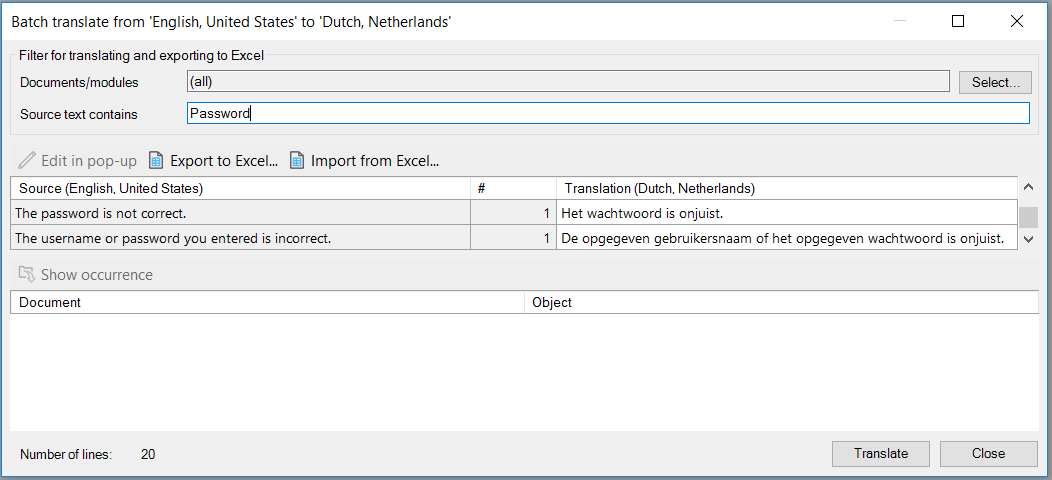 Batch translate from 'English, United States' to 'Dutch, Netherlands'
Filter for translating and exporting to Excel
Documents/modules (all) Select...
Source text contains Password
Edit in pop-up Export to Excel... Import from Excel...
Source (English, United States) # Translation (Dutch, Netherlands)
The password is not correct. 1 Het wachtwoord is onjuist.
The username or password you entered is incorrect. 1 De opgegeven gebruikersnaam of het opgegeven wachtwoord is onjuist.
Show occurrence
Document Object
Number of lines: 20 Translate Close